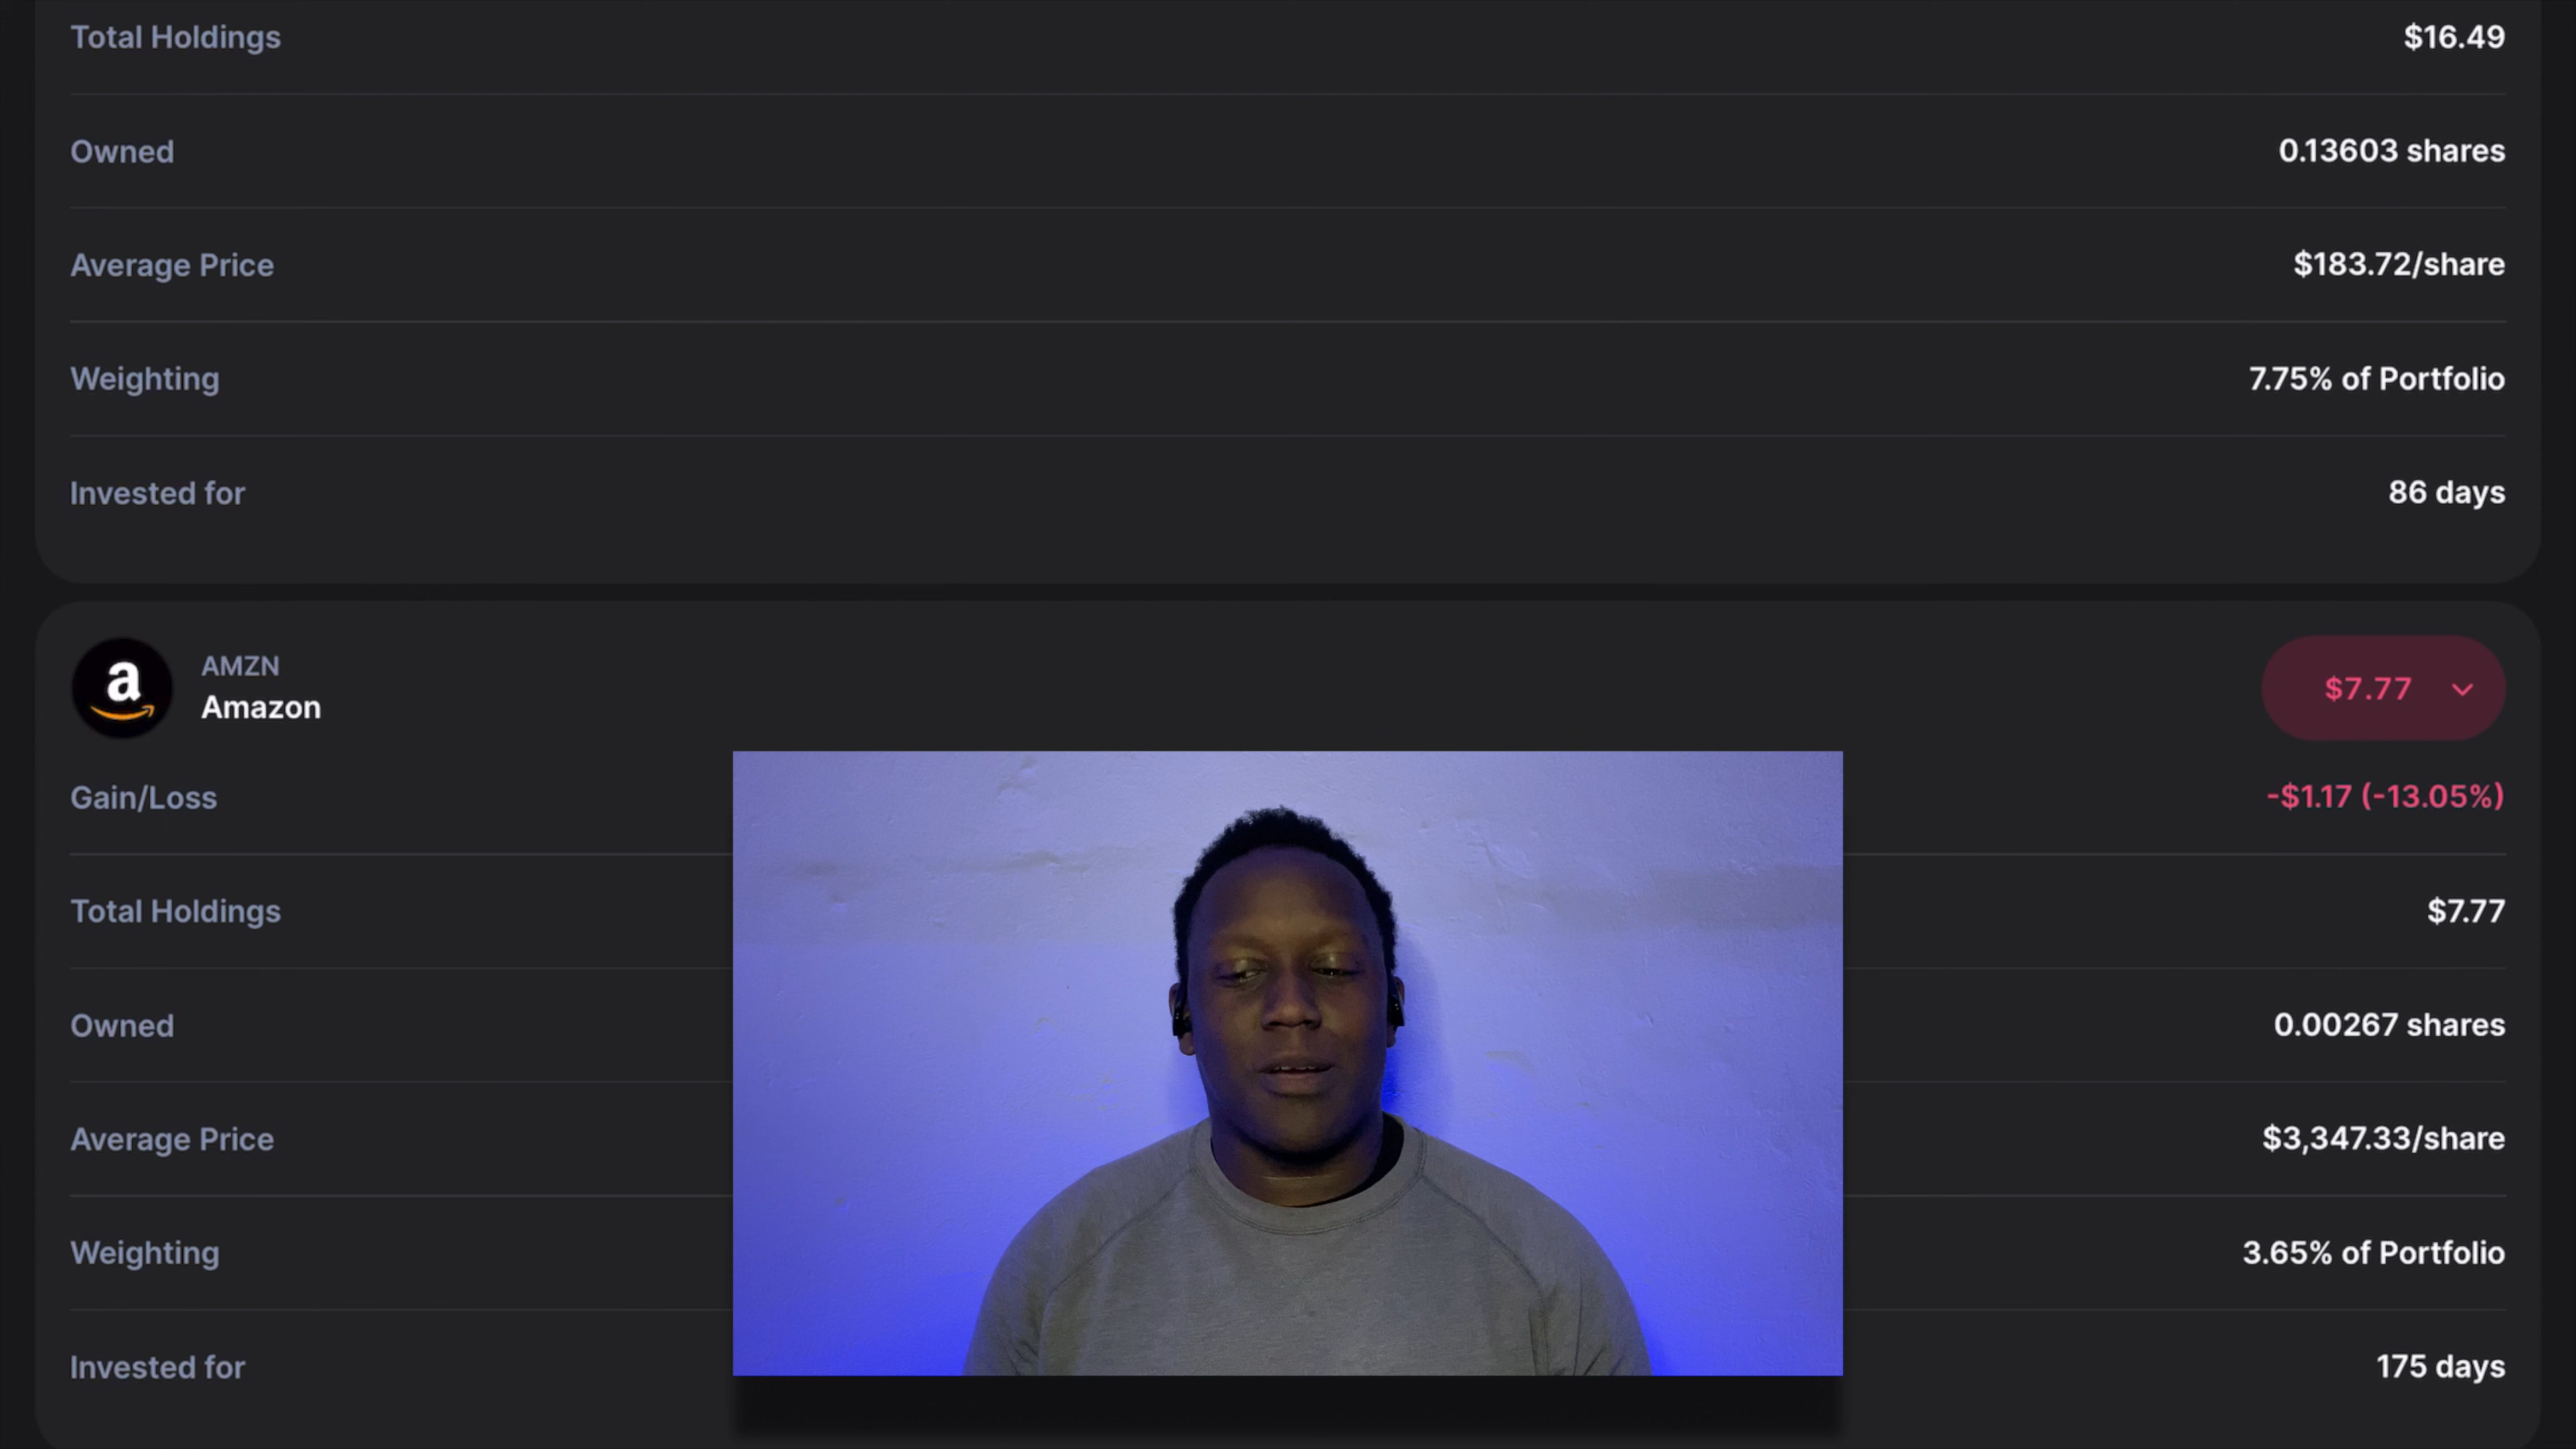 Total Holdings $16.49
Owned 0.13603 shares
Average Price $183.72/share
Weighting 7.75% of Portfolio
Invested for 86 days
a
AMZN
Amazon
$7.77
Gain/Loss -$1.17 (-13.05%)
Total Holdings $7.77
Owned 0.00267 shares
Average Price $3,347.33/share
Weighting 3.65% of Portfolio
Invested for 175 days